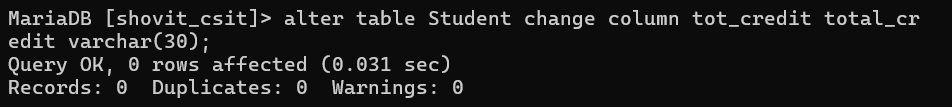 MariaDB [shovit_csit]> alter table Student change column tot_credit total_cr
edit varchar(30);
Query OK, 0 rows affected (0.031 sec)
Records: 0  Duplicates: 0  Warnings: 0